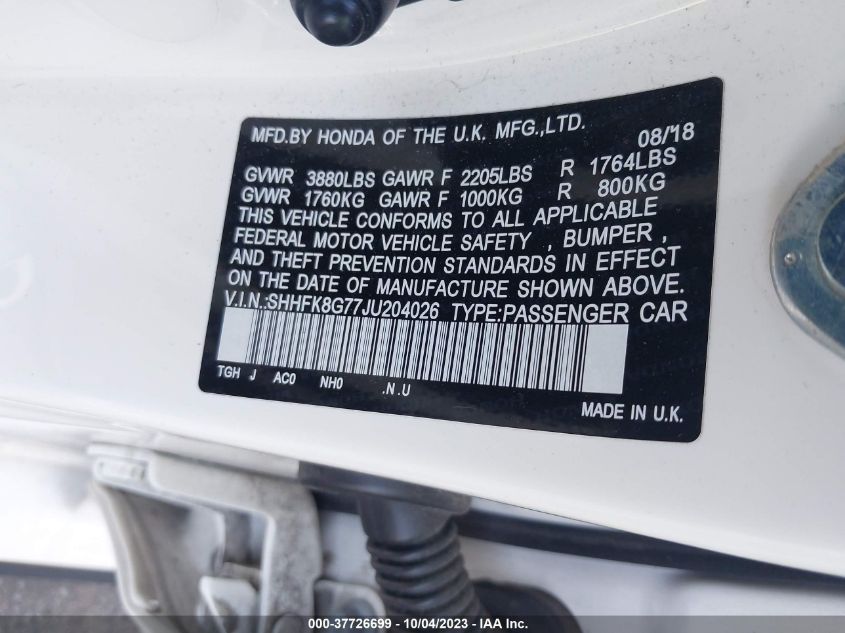 MFD.BY HONDA OF THE U.K. MFG.,LTD. 08/'18
GVWR 3880LBS GAWR F 2205LBS R 1764LBS
GVWR 1760KG GAWR F 1000KG R 800KG
THIS VEHICLE CONFORMS TO ALL APPLICABLE
FEDERAL MOTOR VEHICLE SAFETY , BUMPER ,
AND THEFT PREVENTION STANDARDS IN EFFECT
ON THE DATE OF MANUFACTURE SHOWN ABOVE.
V.I.N.:SHHFK8G77JU204026 TYPE:PASSENGER CAR
TGH J AC0 NH0 .N.U
MADE IN U.K.
000-37726699 - 10/04/2023 - IAA Inc.